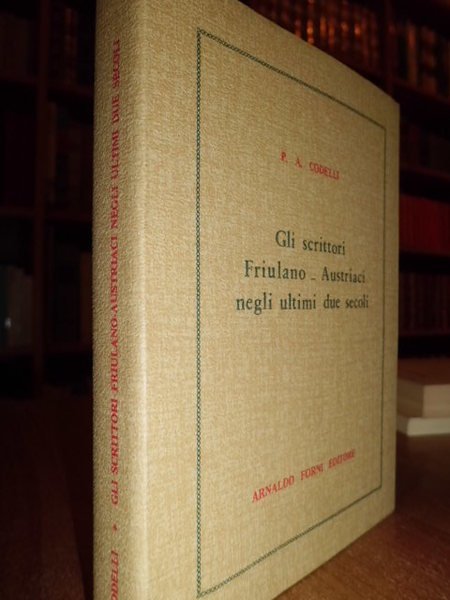 P. A. CODELLI
Gli scrittori
Friulano - Austriaci
negli ultimi due secoli
ARNALDO FORNI EDITORE
ODELLI * GLI SCRITTORI FRIULANO-AUSTRIACI NEGLI ULTIMI DUE SECOLI